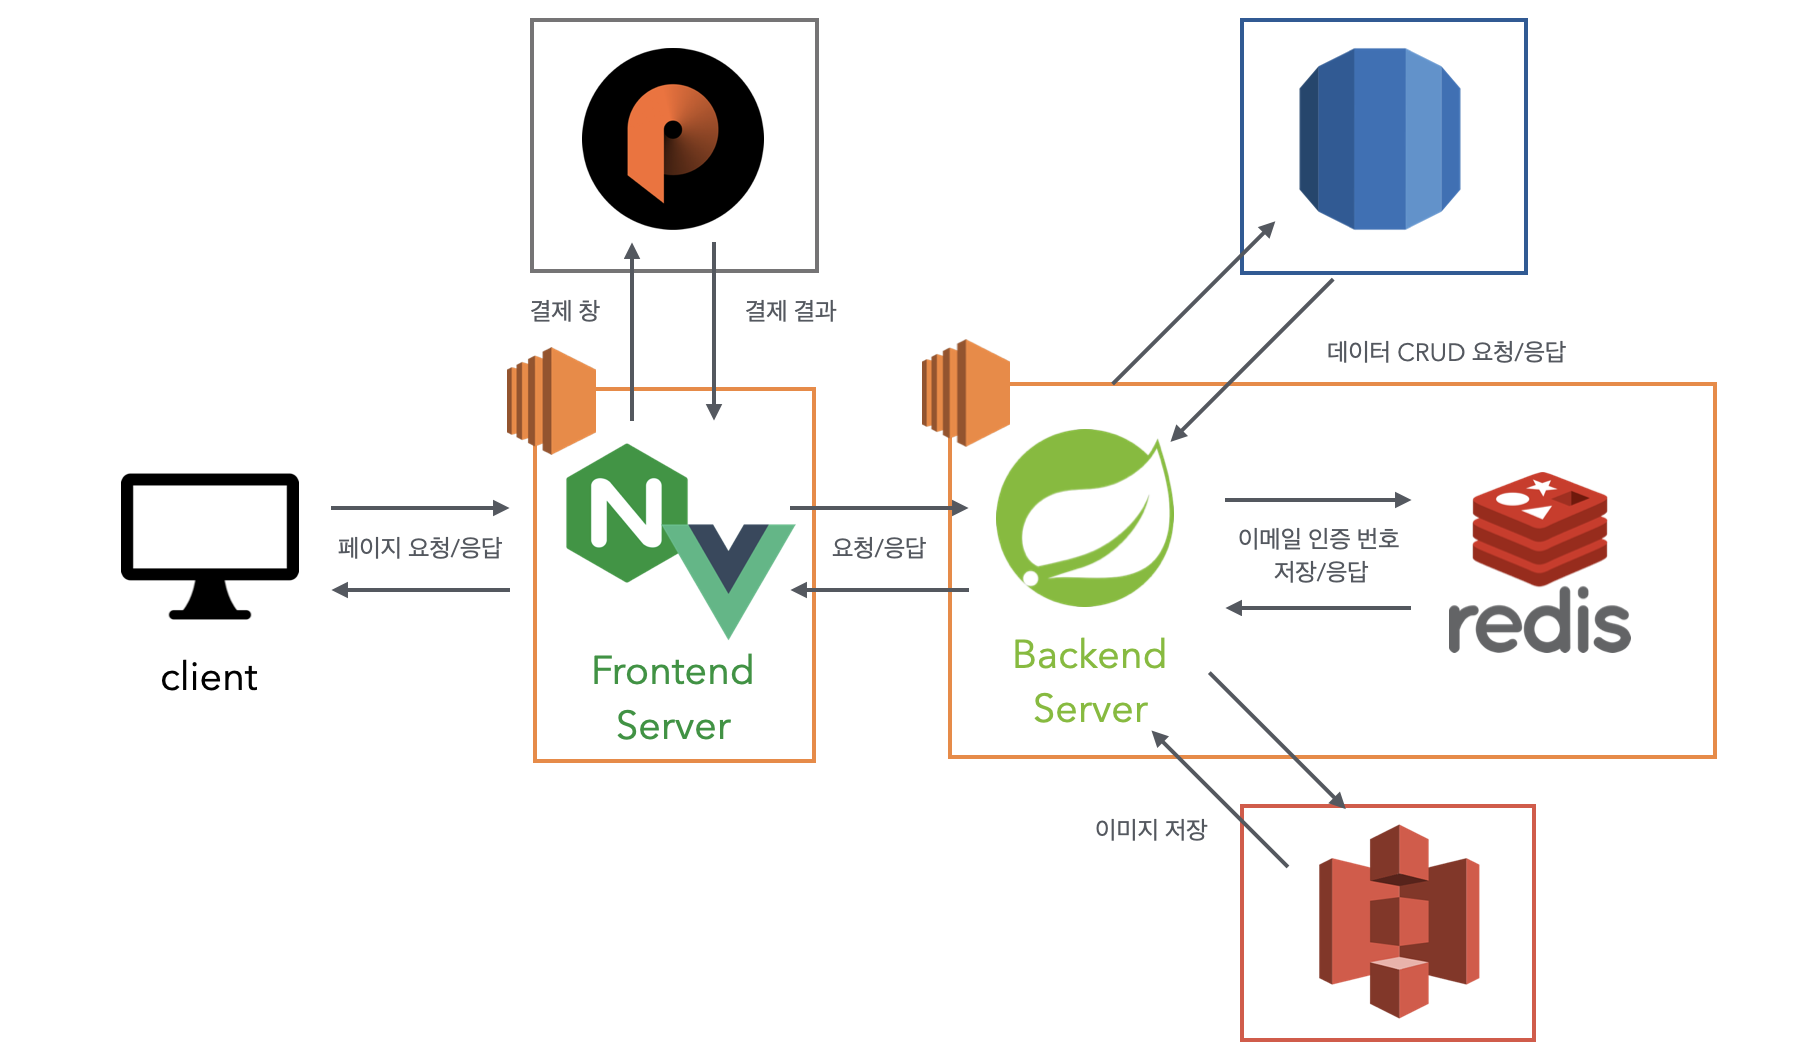 결제 창
결제 결과
데이터 CRUD 요청/응답
페이지 요청/응답
요청/응답
이메일 인증 번호
저장/응답
redis
client
Frontend
Server
Backend
Server
이미지 저장